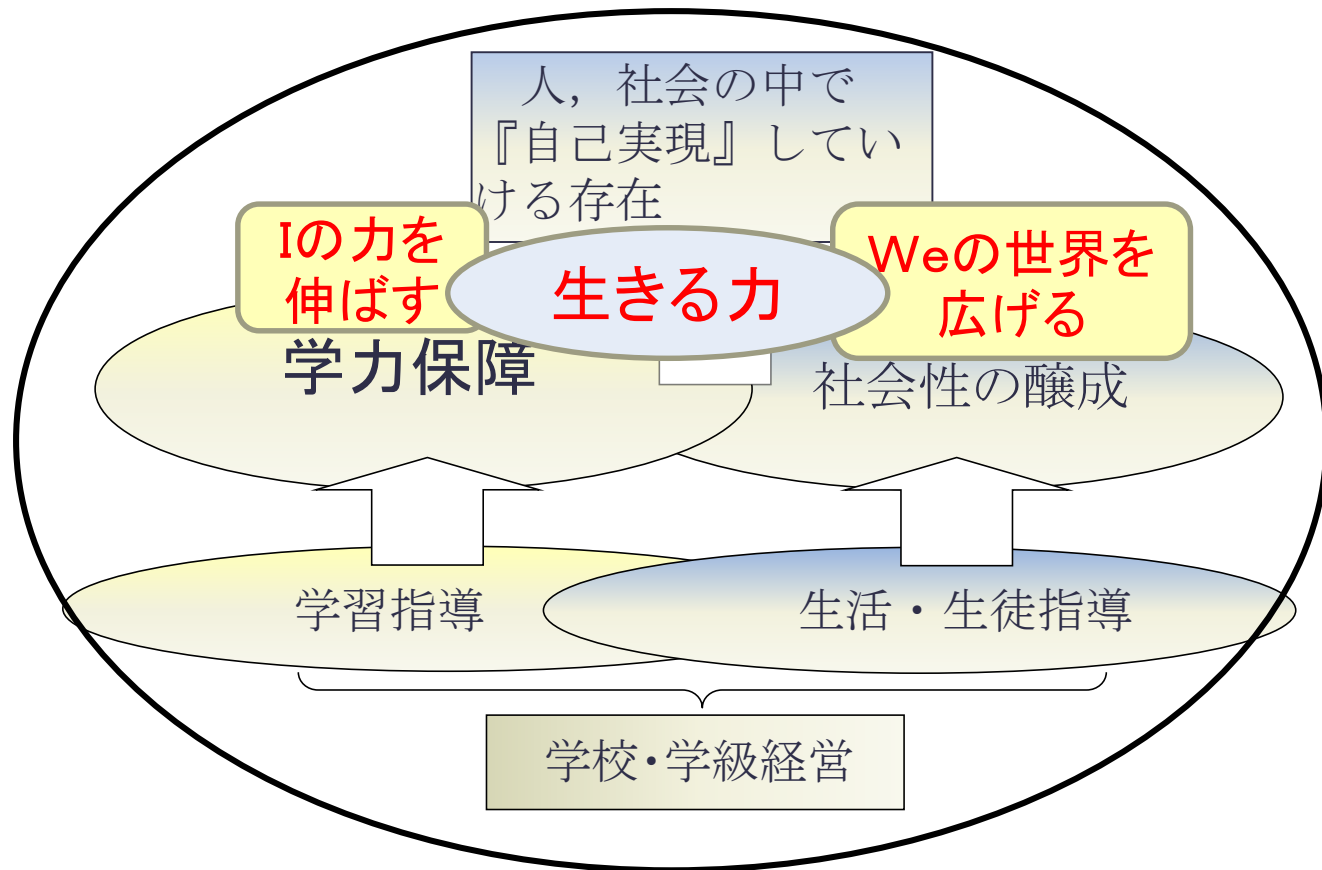 人，社会の中で
『自己実現』してい
ける存在
Iの力を
伸ばす
生きる力
Weの世界を
広げる
学力保障
社会性の醸成
学習指導
生活・生徒指導
学校・学級経営